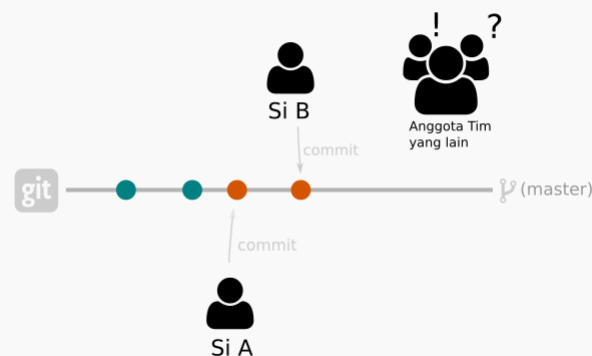 ! ?
Si B
Anggota Tim
yang lain
commit
git
(master)
commit
Si A